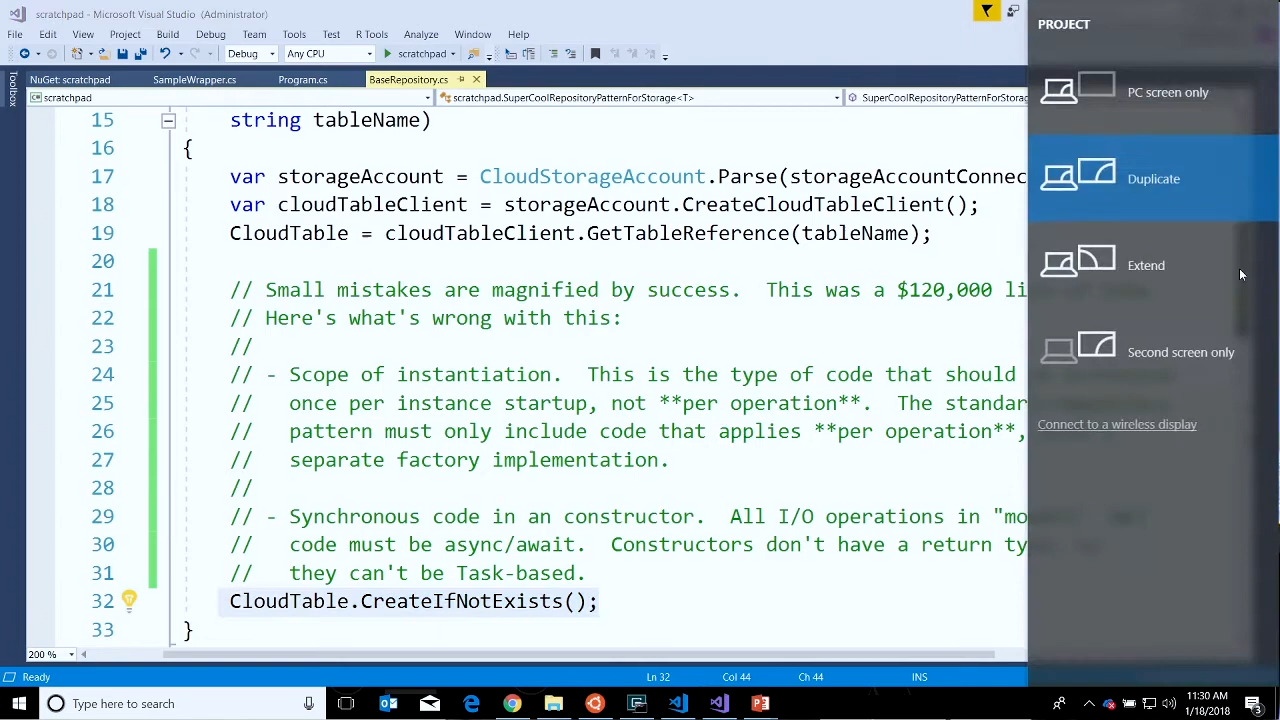 scratchpad - Microsoft Visual Studio (Administrator)
File Edit View Project Build Debug Team Tools Test R Tools Analyze Window Help
Debug Any CPU scratchpad
NuGet: scratchpad SampleWrapper.cs Program.cs BaseRepository.cs
scratchpad scratchpad.SuperCoolRepositoryPatternForStorage<T> SuperCoolRepositoryPatternForStorage
Toolbox
15 string tableName)
16 {
17 var storageAccount = CloudStorageAccount.Parse(storageAccountConnec
18 var cloudTableClient = storageAccount.CreateCloudTableClient();
19 CloudTable = cloudTableClient.GetTableReference(tableName);
20
21 // Small mistakes are magnified by success.  This was a $120,000 li
22 // Here's what's wrong with this:
23 //
24 // - Scope of instantiation.  This is the type of code that should
25 //   once per instance startup, not **per operation**.  The standar
26 //   pattern must only include code that applies **per operation**,
27 //   separate factory implementation.
28 //
29 // - Synchronous code in an constructor.  All I/O operations in "mo
30 //   code must be async/await.  Constructors don't have a return ty
31 //   they can't be Task-based.
32 CloudTable.CreateIfNotExists();
33 }
200 %
Ready Ln 32 Col 44 Ch 44 INS
PROJECT
PC screen only
Duplicate
Extend
Second screen only
Connect to a wireless display
Type here to search
11:30 AM
1/18/2018
3